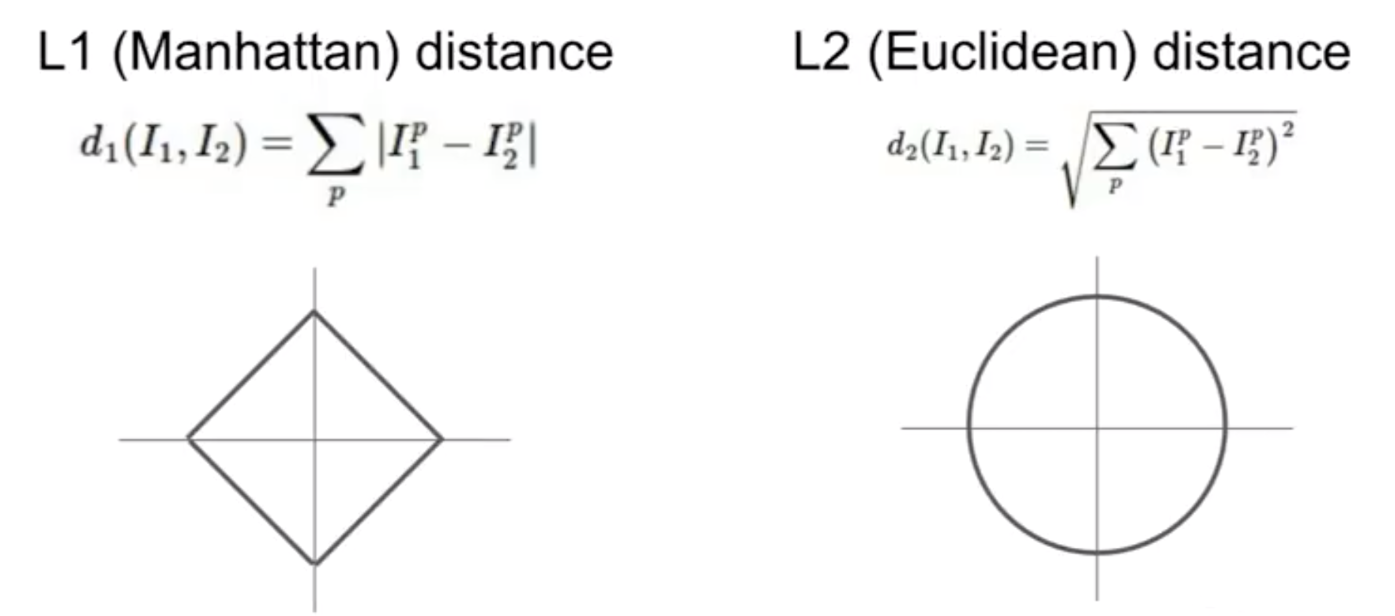 L1 (Manhattan) distance
d₁(I₁, I₂) = ∑ₚ |I₁ᵖ − I₂ᵖ|
L2 (Euclidean) distance
d₂(I₁, I₂) = √(∑ₚ (I₁ᵖ − I₂ᵖ)²)